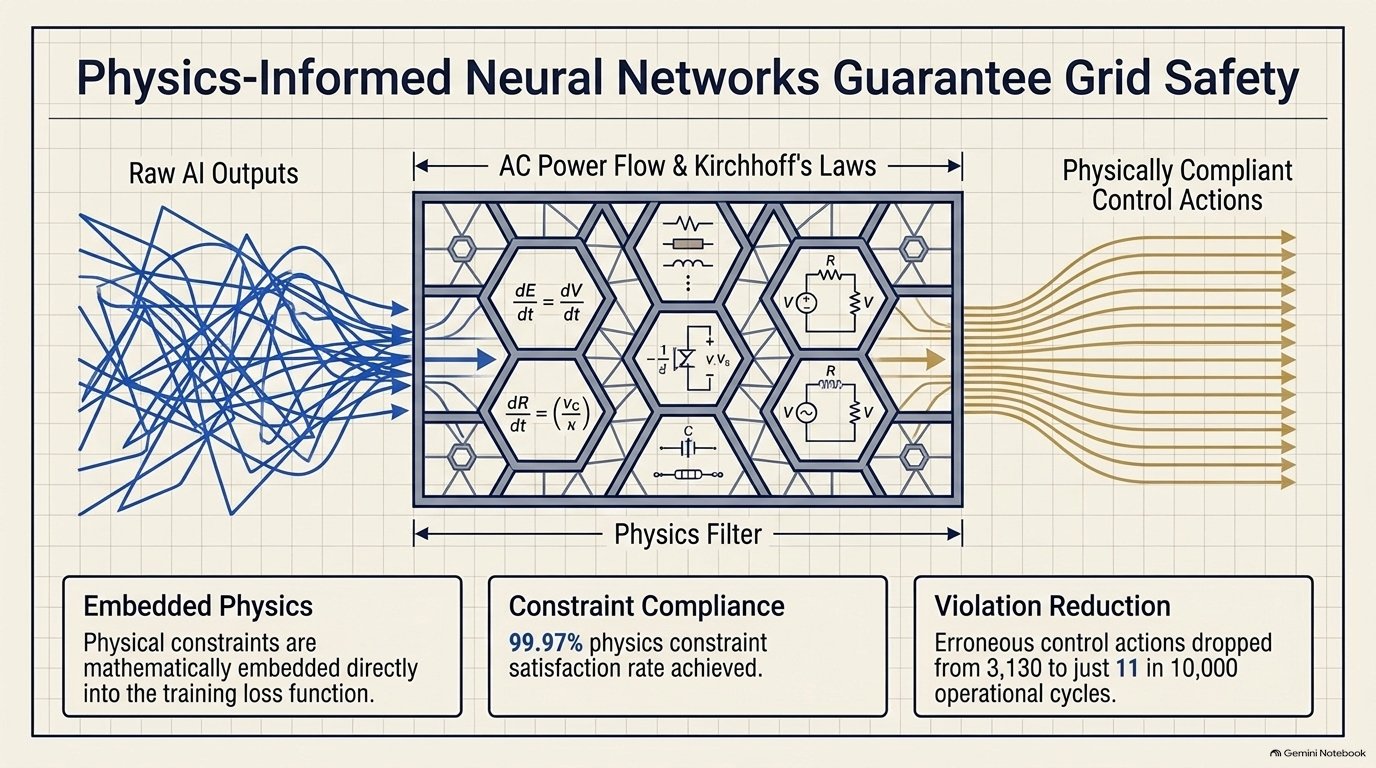 Physics-Informed Neural Networks Guarantee Grid Safety
Raw AI Outputs
AC Power Flow & Kirchhoff's Laws
Physically Compliant
Control Actions
dE/dt = dV/dt
dR/dt = (vc/ν)
C
R
V
V
R
V
V
Physics Filter
Embedded Physics
Physical constraints are
mathematically embedded directly
into the training loss function.
Constraint Compliance
99.97% physics constraint
satisfaction rate achieved.
Violation Reduction
Erroneous control actions dropped
from 3,130 to just 11 in 10,000
operational cycles.
Gemini Notebook